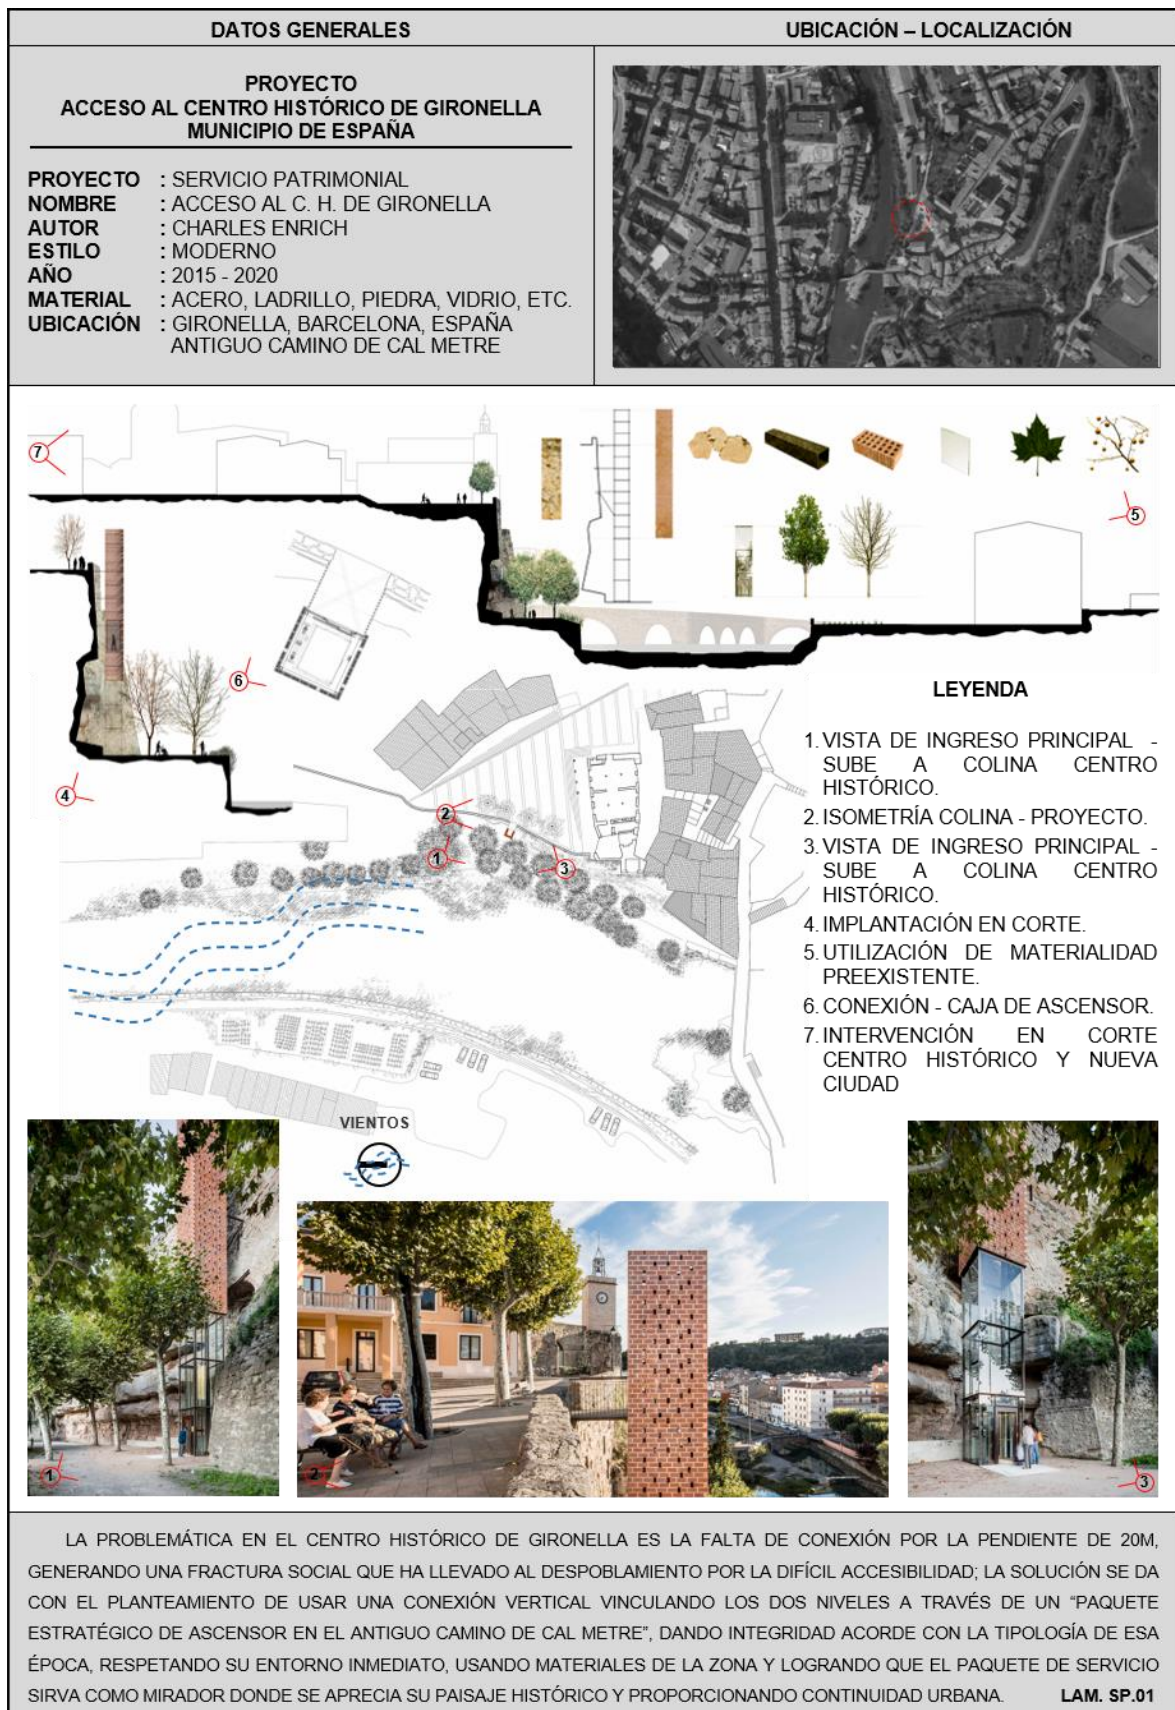 DATOS GENERALES
UBICACIÓN – LOCALIZACIÓN
PROYECTO
ACCESO AL CENTRO HISTÓRICO DE GIRONELLA
MUNICIPIO DE ESPAÑA
PROYECTO : SERVICIO PATRIMONIAL
NOMBRE : ACCESO AL C. H. DE GIRONELLA
AUTOR : CHARLES ENRICH
ESTILO : MODERNO
AÑO : 2015 - 2020
MATERIAL : ACERO, LADRILLO, PIEDRA, VIDRIO, ETC.
UBICACIÓN : GIRONELLA, BARCELONA, ESPAÑA
ANTIGUO CAMINO DE CAL METRE
7
5
6
4
2
1
3
LEYENDA
1. VISTA DE INGRESO PRINCIPAL -
SUBE A COLINA CENTRO
HISTÓRICO.
2. ISOMETRÍA COLINA - PROYECTO.
3. VISTA DE INGRESO PRINCIPAL -
SUBE A COLINA CENTRO
HISTÓRICO.
4. IMPLANTACIÓN EN CORTE.
5. UTILIZACIÓN DE MATERIALIDAD
PREEXISTENTE.
6. CONEXIÓN - CAJA DE ASCENSOR.
7. INTERVENCIÓN EN CORTE
CENTRO HISTÓRICO Y NUEVA
CIUDAD
VIENTOS
1
2
3
LA PROBLEMÁTICA EN EL CENTRO HISTÓRICO DE GIRONELLA ES LA FALTA DE CONEXIÓN POR LA PENDIENTE DE 20M,
GENERANDO UNA FRACTURA SOCIAL QUE HA LLEVADO AL DESPOBLAMIENTO POR LA DIFÍCIL ACCESIBILIDAD; LA SOLUCIÓN SE DA
CON EL PLANTEAMIENTO DE USAR UNA CONEXIÓN VERTICAL VINCULANDO LOS DOS NIVELES A TRAVÉS DE UN “PAQUETE
ESTRATÉGICO DE ASCENSOR EN EL ANTIGUO CAMINO DE CAL METRE”, DANDO INTEGRIDAD ACORDE CON LA TIPOLOGÍA DE ESA
ÉPOCA, RESPETANDO SU ENTORNO INMEDIATO, USANDO MATERIALES DE LA ZONA Y LOGRANDO QUE EL PAQUETE DE SERVICIO
SIRVA COMO MIRADOR DONDE SE APRECIA SU PAISAJE HISTÓRICO Y PROPORCIONANDO CONTINUIDAD URBANA. LAM. SP.01